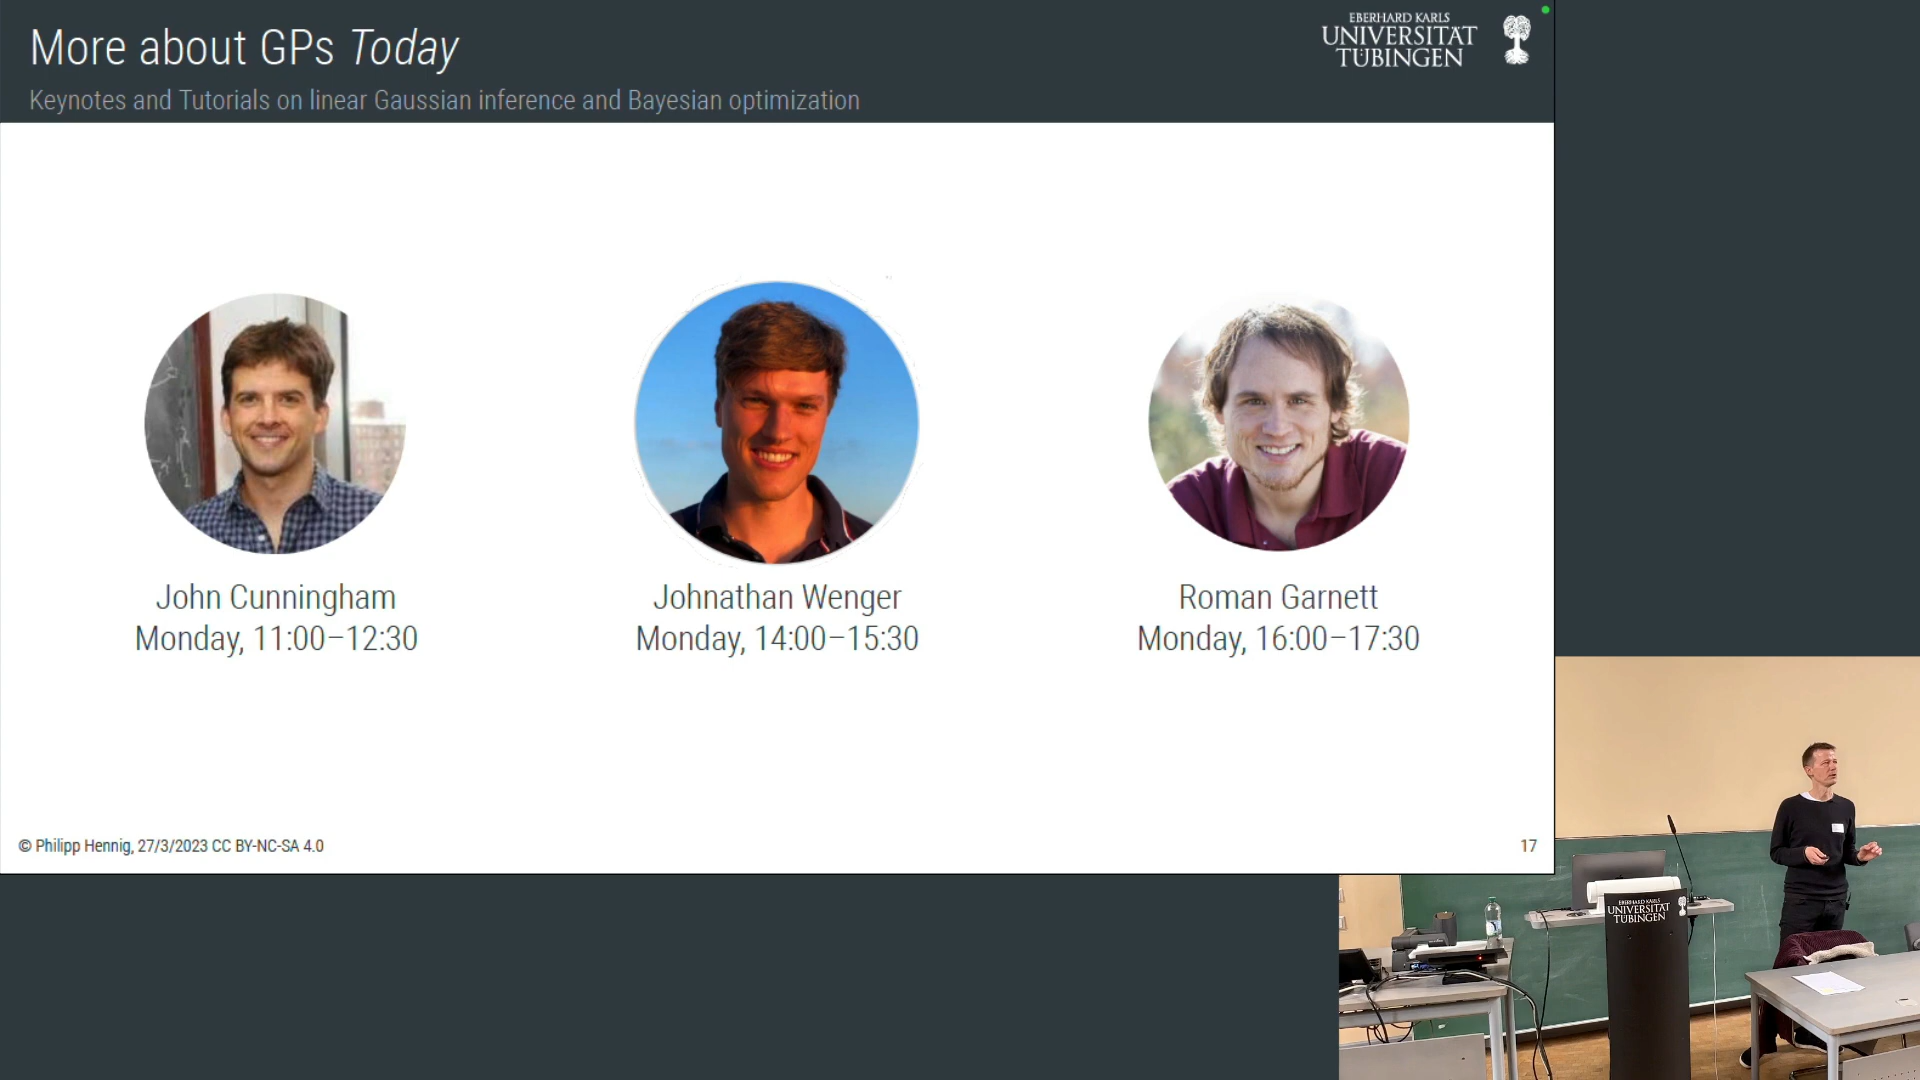 More about GPs Today
Keynotes and Tutorials on linear Gaussian inference and Bayesian optimization
EBERHARD KARLS
UNIVERSITÄT
TÜBINGEN
John Cunningham
Monday, 11:00–12:30
Johnathan Wenger
Monday, 14:00–15:30
Roman Garnett
Monday, 16:00–17:30
© Philipp Hennig, 27/3/2023 CC BY-NC-SA 4.0
17
EBERHARD KARLS
UNIVERSITÄT
TÜBINGEN